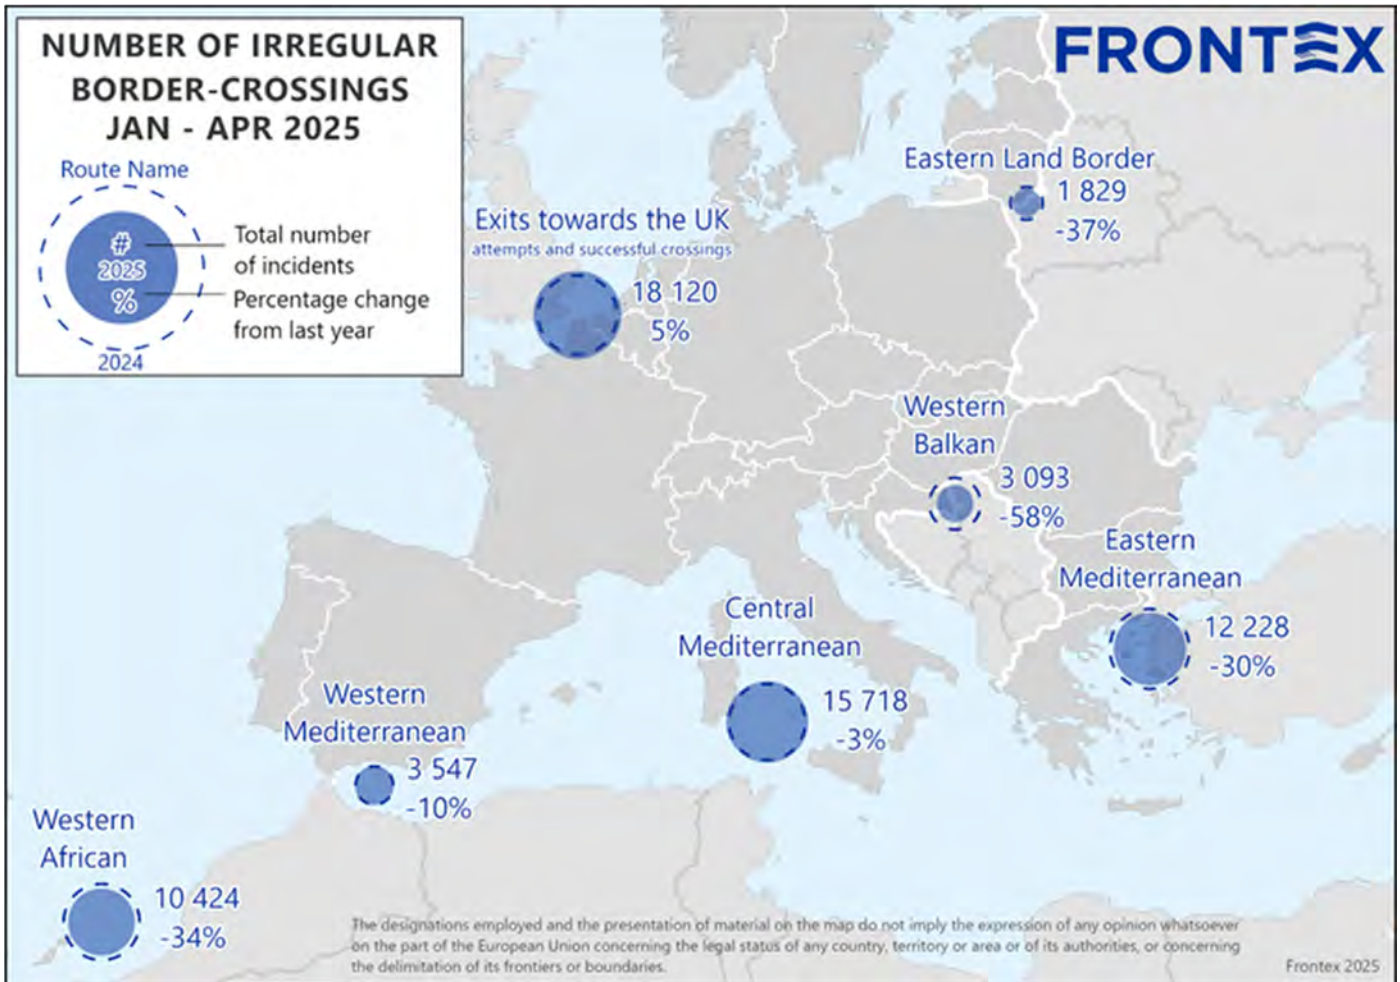 NUMBER OF IRREGULAR
BORDER-CROSSINGS
JAN - APR 2025
Route Name
#
2025
%
Total number
of incidents
Percentage change
from last year
2024
FRONTEX
Eastern Land Border
1 829
-37%
Exits towards the UK
attempts and successful crossings
18 120
5%
Western
Balkan
3 093
-58%
Eastern
Mediterranean
12 228
-30%
Central
Mediterranean
15 718
-3%
Western
Mediterranean
3 547
-10%
Western
African
10 424
-34%
The designations employed and the presentation of material on the map do not imply the expression of any opinion whatsoever
on the part of the European Union concerning the legal status of any country, territory or area or of its authorities, or concerning
the delimitation of its frontiers or boundaries.
Frontex 2025